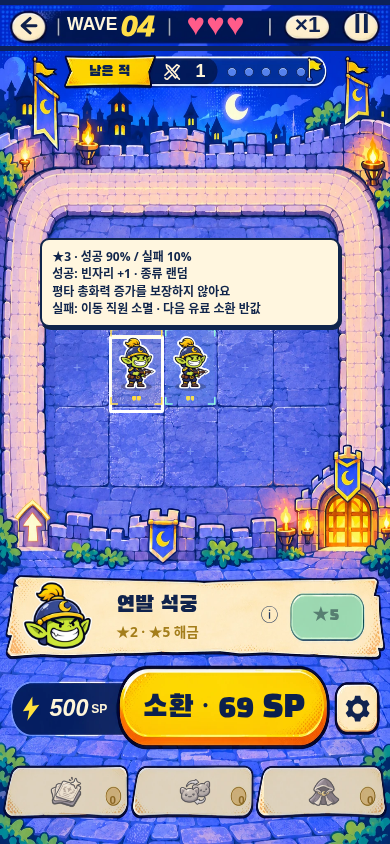 WAVE 04
×1
남은 적
1
★3 · 성공 90% / 실패 10%
성공: 빈자리 +1 · 종류 랜덤
평타 총화력 증가를 보장하지 않아요
실패: 이동 직원 소멸 · 다음 유료 소환 반값
연발 석궁
★2 · ★5 해금
i
★5
500 SP
소환 · 69 SP
0
0
0